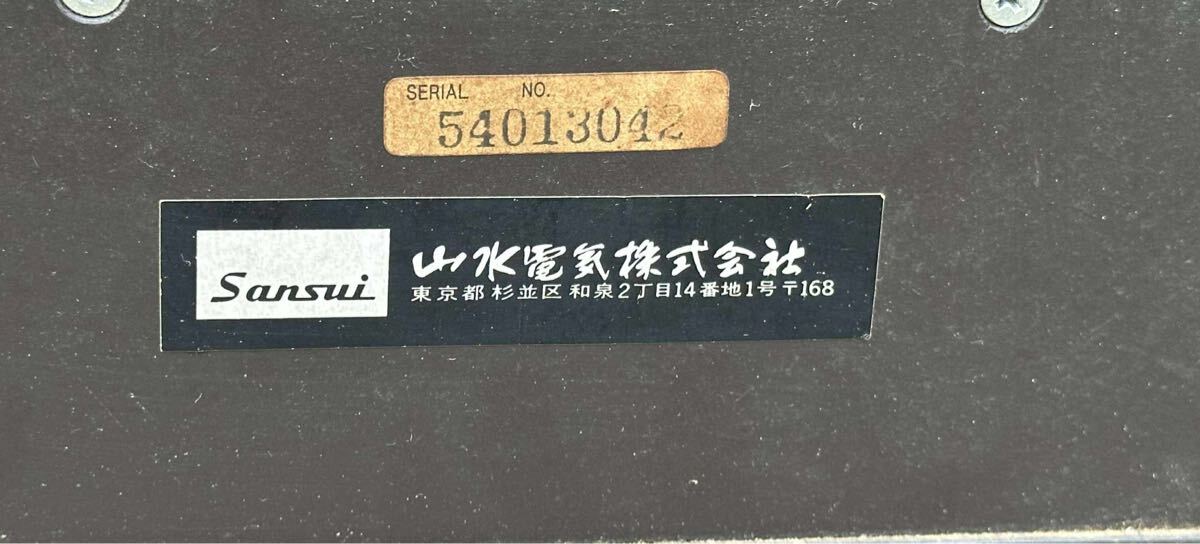 SERIAL NO.
54013042
Sansui
山水電気株式会社
東京都 杉並区 和泉2丁目14番地1号〒168